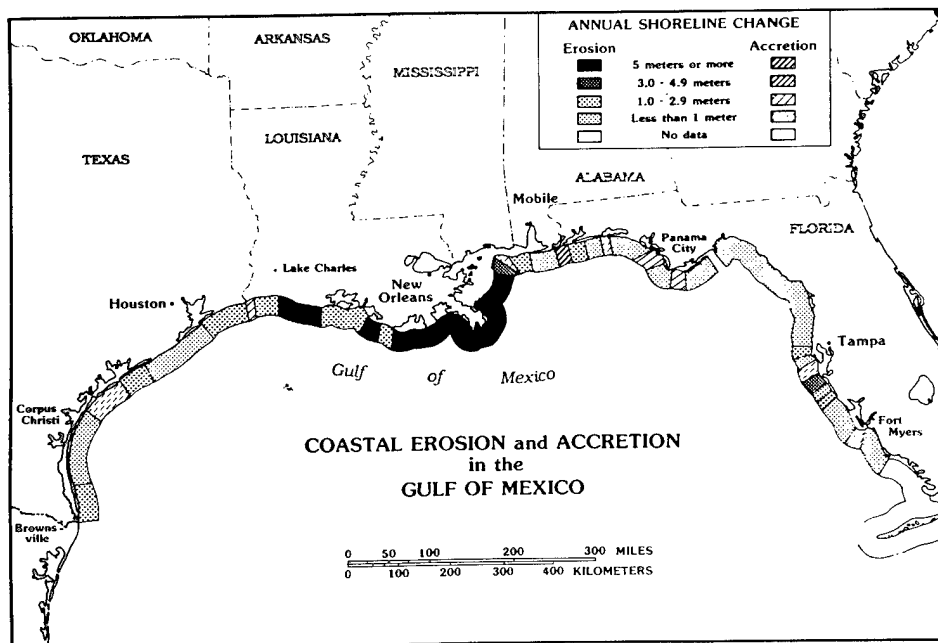 ANNUAL SHORELINE CHANGE
Erosion Accretion
5 meters or more
3.0 - 4.9 meters
1.0 - 2.9 meters
Less than 1 meter
No data
OKLAHOMA
ARKANSAS
MISSISSIPPI
TEXAS
LOUISIANA
ALABAMA
Mobile
FLORIDA
Panama
City
Lake Charles
New
Orleans
Houston
Tampa
Gulf of Mexico
Corpus
Christi
Fort
Myers
COASTAL EROSION and ACCRETION
in the
GULF OF MEXICO
Browns
ville
0 50 100 200 300 MILES
0 100 200 300 400 KILOMETERS